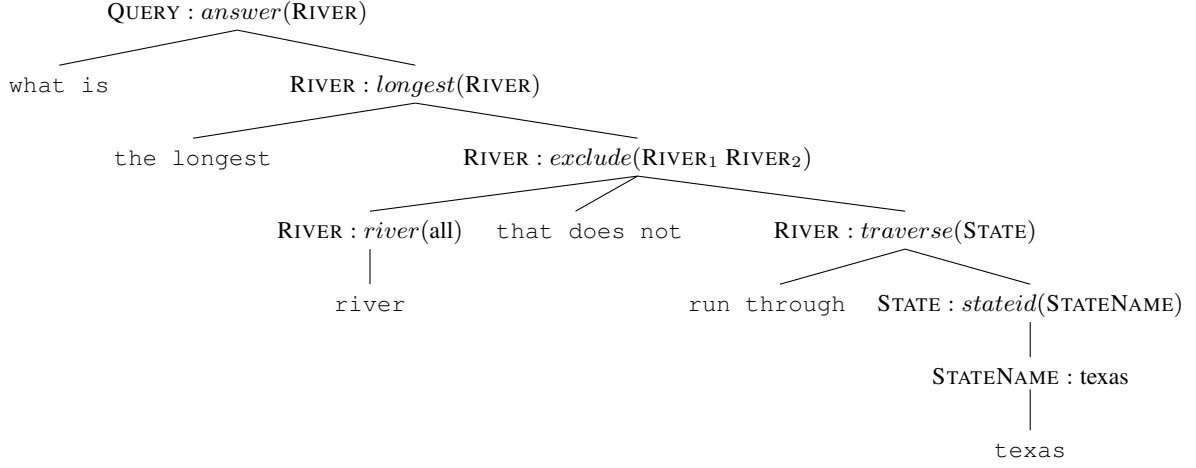 QUERY : answer(RIVER)
what is RIVER : longest(RIVER)
the longest RIVER : exclude(RIVER₁ RIVER₂)
RIVER : river(all) that does not RIVER : traverse(STATE)
river run through STATE : stateid(STATENAME)
STATENAME : texas
texas